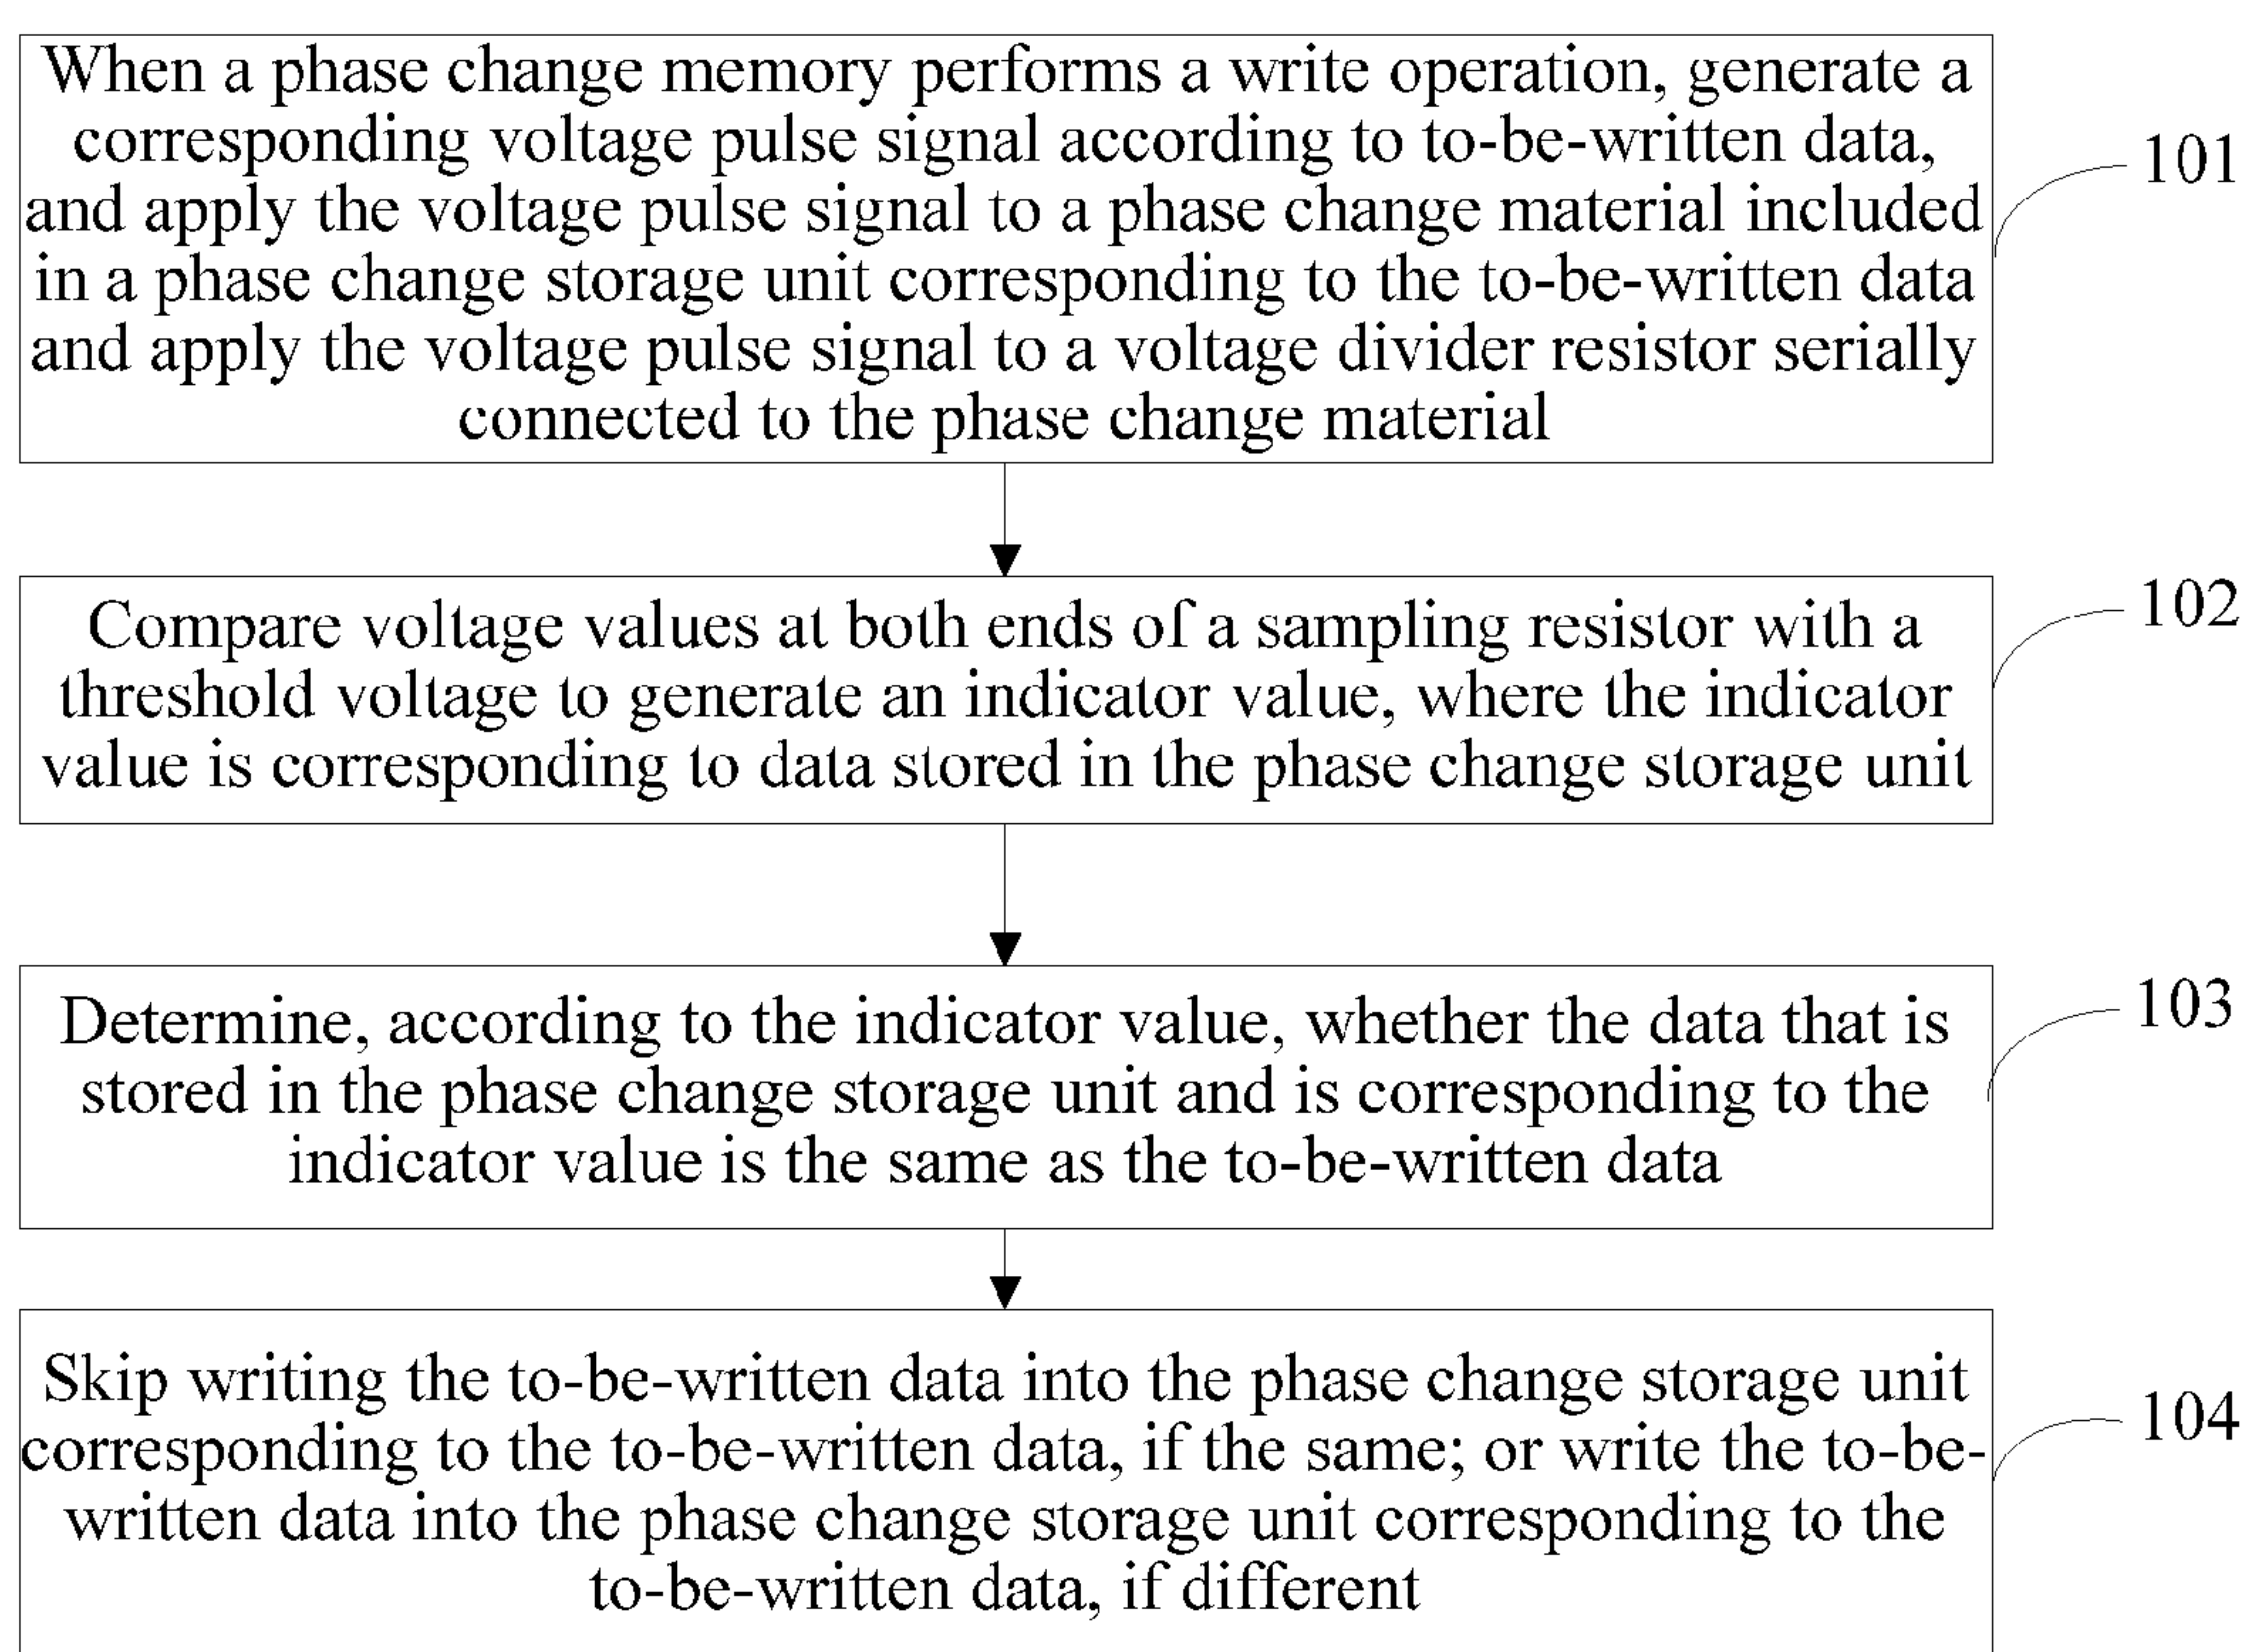 When a phase change memory performs a write operation, generate a
corresponding voltage pulse signal according to to-be-written data,
and apply the voltage pulse signal to a phase change material included
in a phase change storage unit corresponding to the to-be-written data
and apply the voltage pulse signal to a voltage divider resistor serially
connected to the phase change material
101
Compare voltage values at both ends of a sampling resistor with a
threshold voltage to generate an indicator value, where the indicator
value is corresponding to data stored in the phase change storage unit
102
Determine, according to the indicator value, whether the data that is
stored in the phase change storage unit and is corresponding to the
indicator value is the same as the to-be-written data
103
Skip writing the to-be-written data into the phase change storage unit
corresponding to the to-be-written data, if the same; or write the to-be-
written data into the phase change storage unit corresponding to the
to-be-written data, if different
104